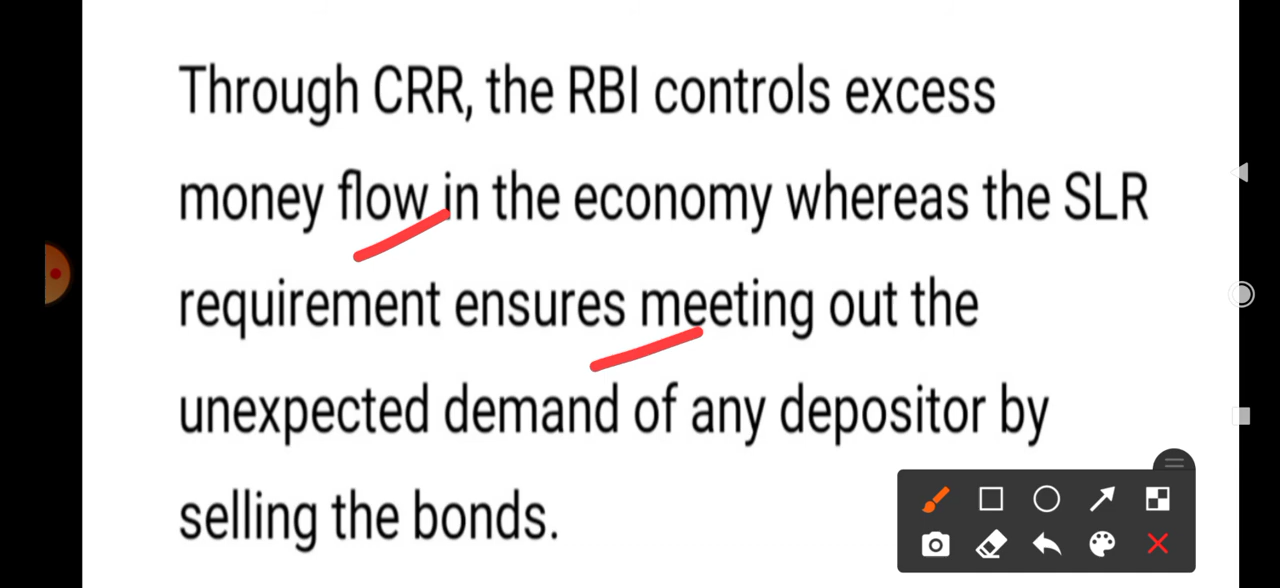 Through CRR, the RBI controls excess
money flow in the economy whereas the SLR
requirement ensures meeting out the
unexpected demand of any depositor by
selling the bonds.